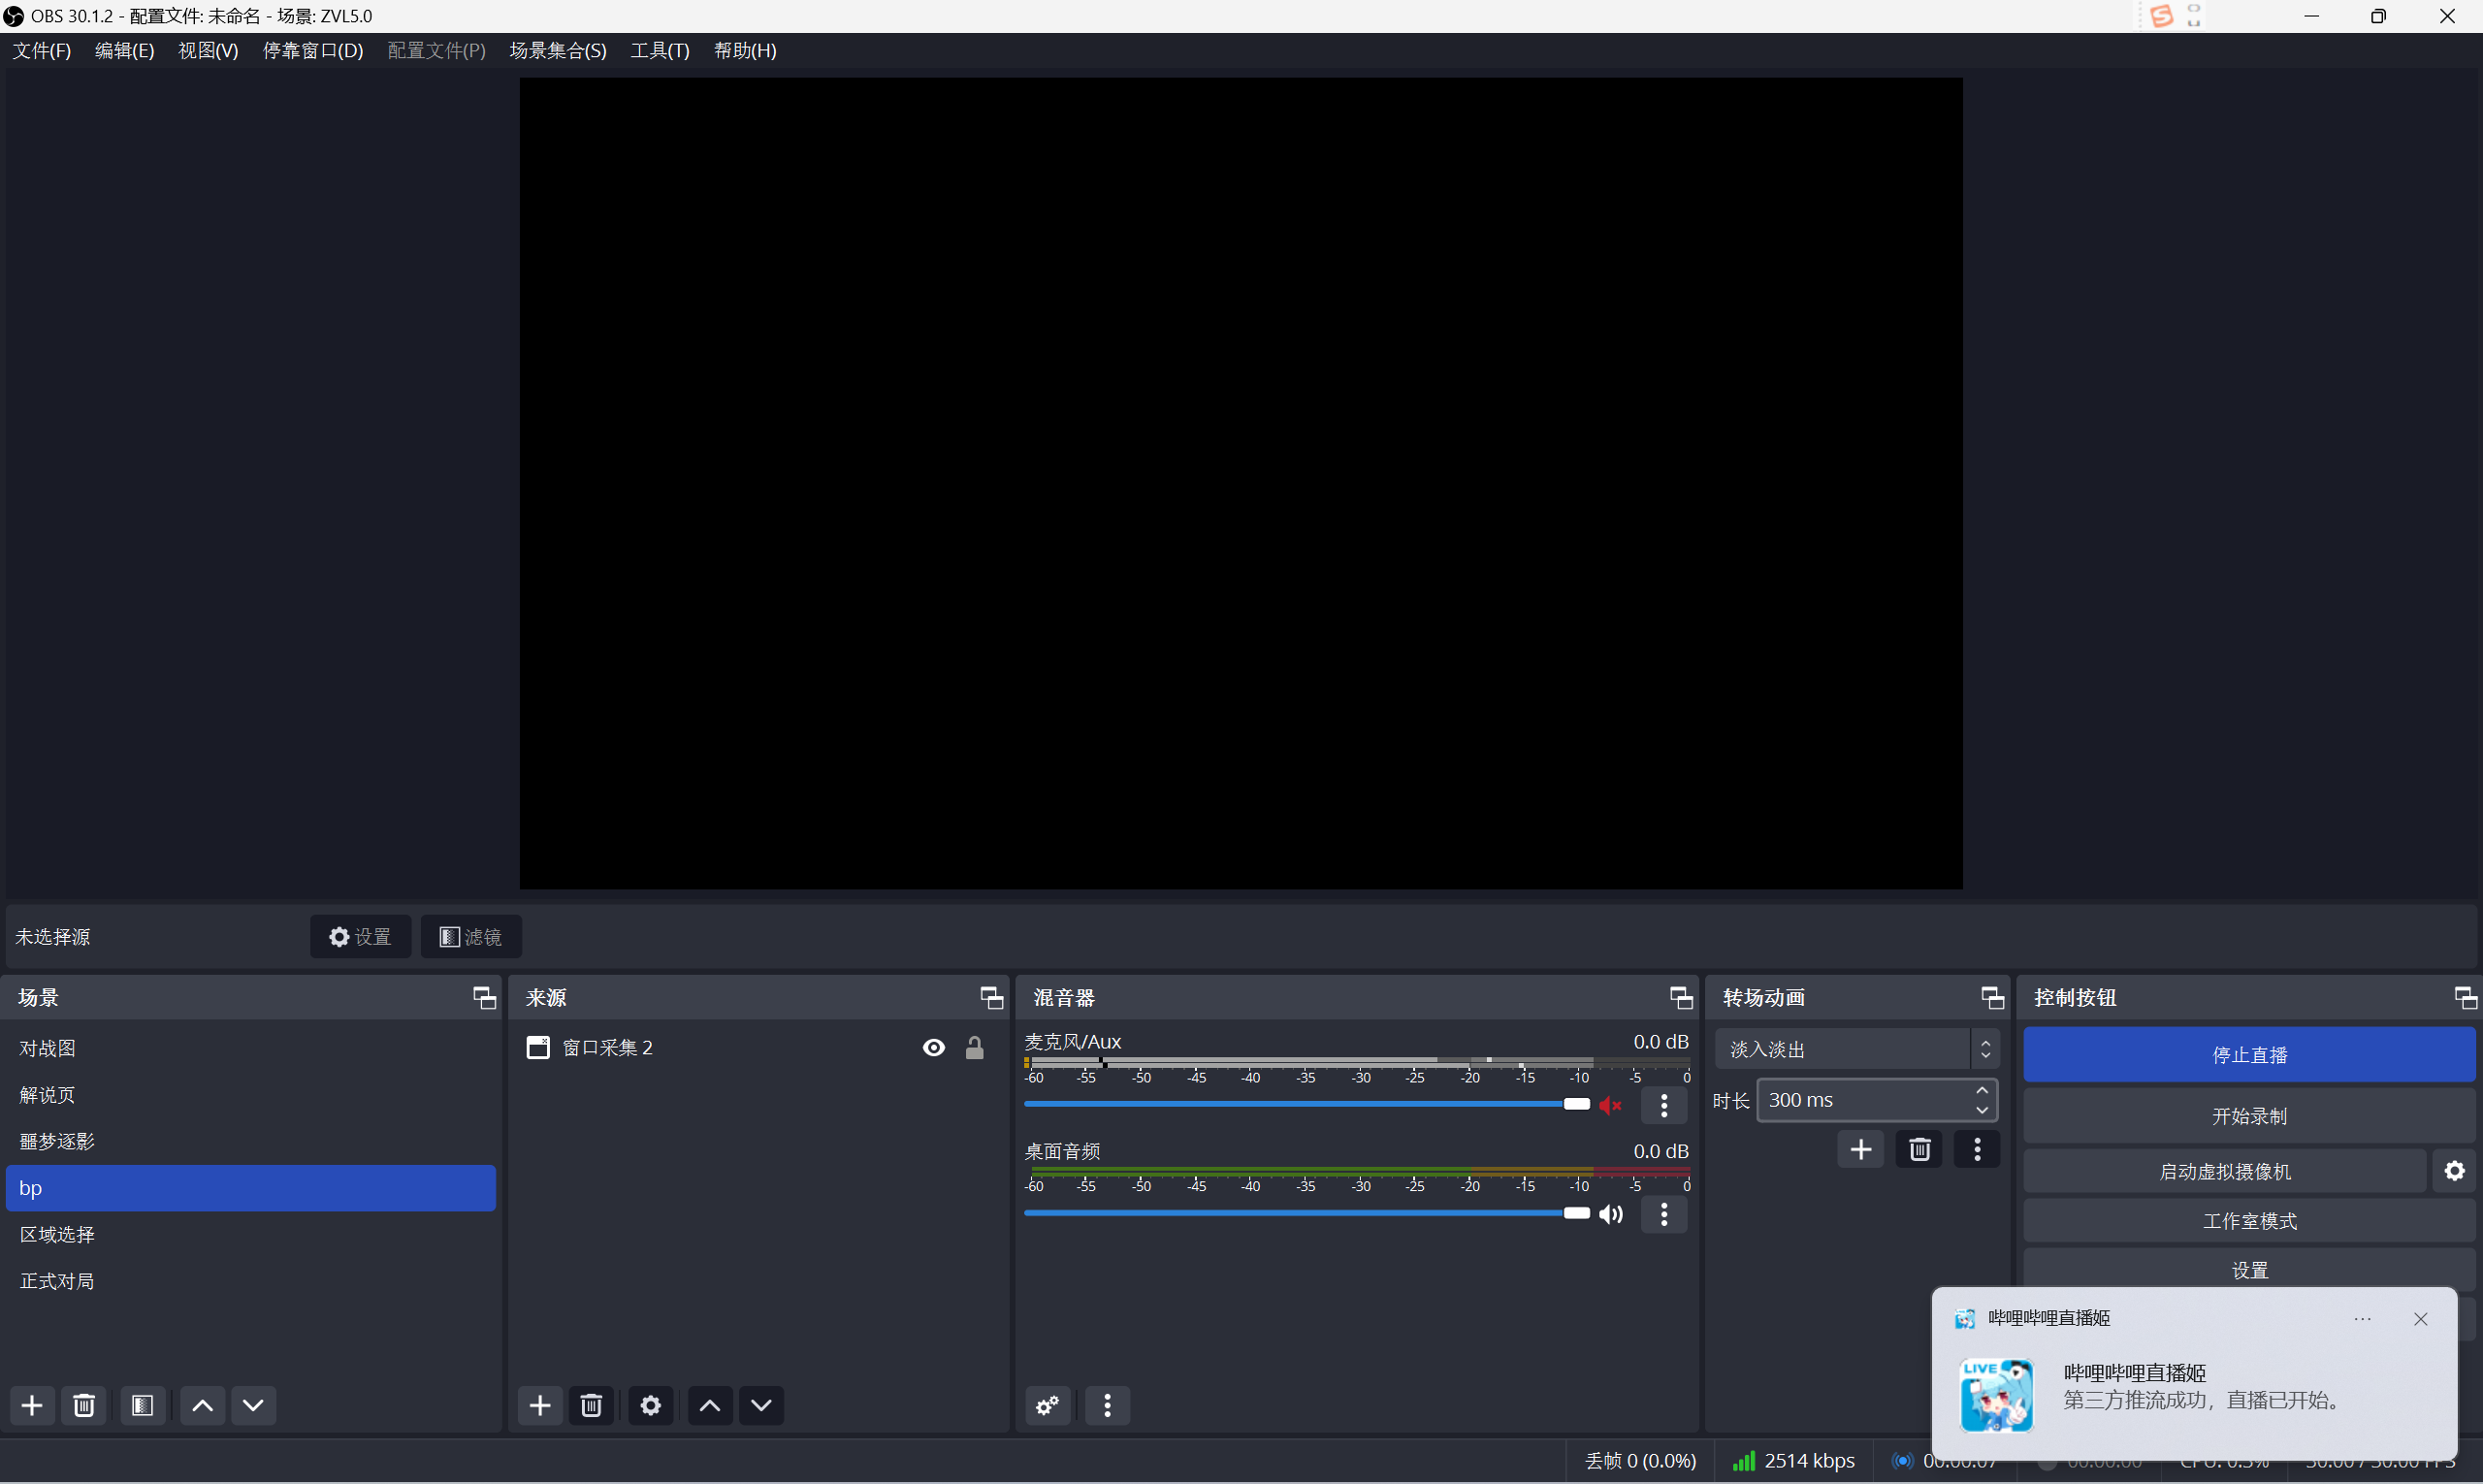 OBS 30.1.2 - 配置文件: 未命名 - 场景: ZVL5.0
文件(F) 编辑(E) 视图(V) 停靠窗口(D) 配置文件(P) 场景集合(S) 工具(T) 帮助(H)
未选择源 设置 滤镜
场景
对战图
解说页
噩梦逐影
bp
区域选择
正式对局
来源
窗口采集 2
混音器
麦克风/Aux 0.0 dB
-60 -55 -50 -45 -40 -35 -30 -25 -20 -15 -10 -5 0
桌面音频 0.0 dB
-60 -55 -50 -45 -40 -35 -30 -25 -20 -15 -10 -5 0
转场动画
淡入淡出
时长 300 ms
控制按钮
停止直播
开始录制
启动虚拟摄像机
工作室模式
设置
哔哩哔哩直播姬
LIVE
哔哩哔哩直播姬
第三方推流成功，直播已开始。
丢帧 0 (0.0%) 2514 kbps